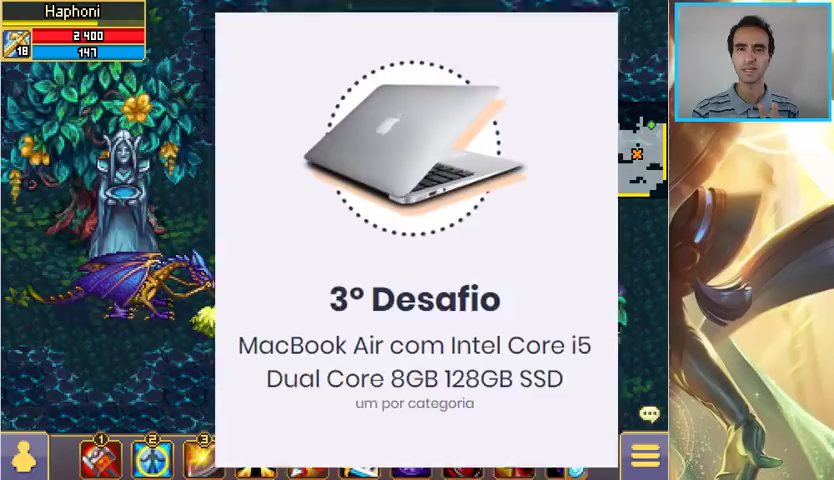 Haphoni
2 400
147
18
3º Desafio
MacBook Air com Intel Core i5
Dual Core 8GB 128GB SSD
um por categoria
1
2
3